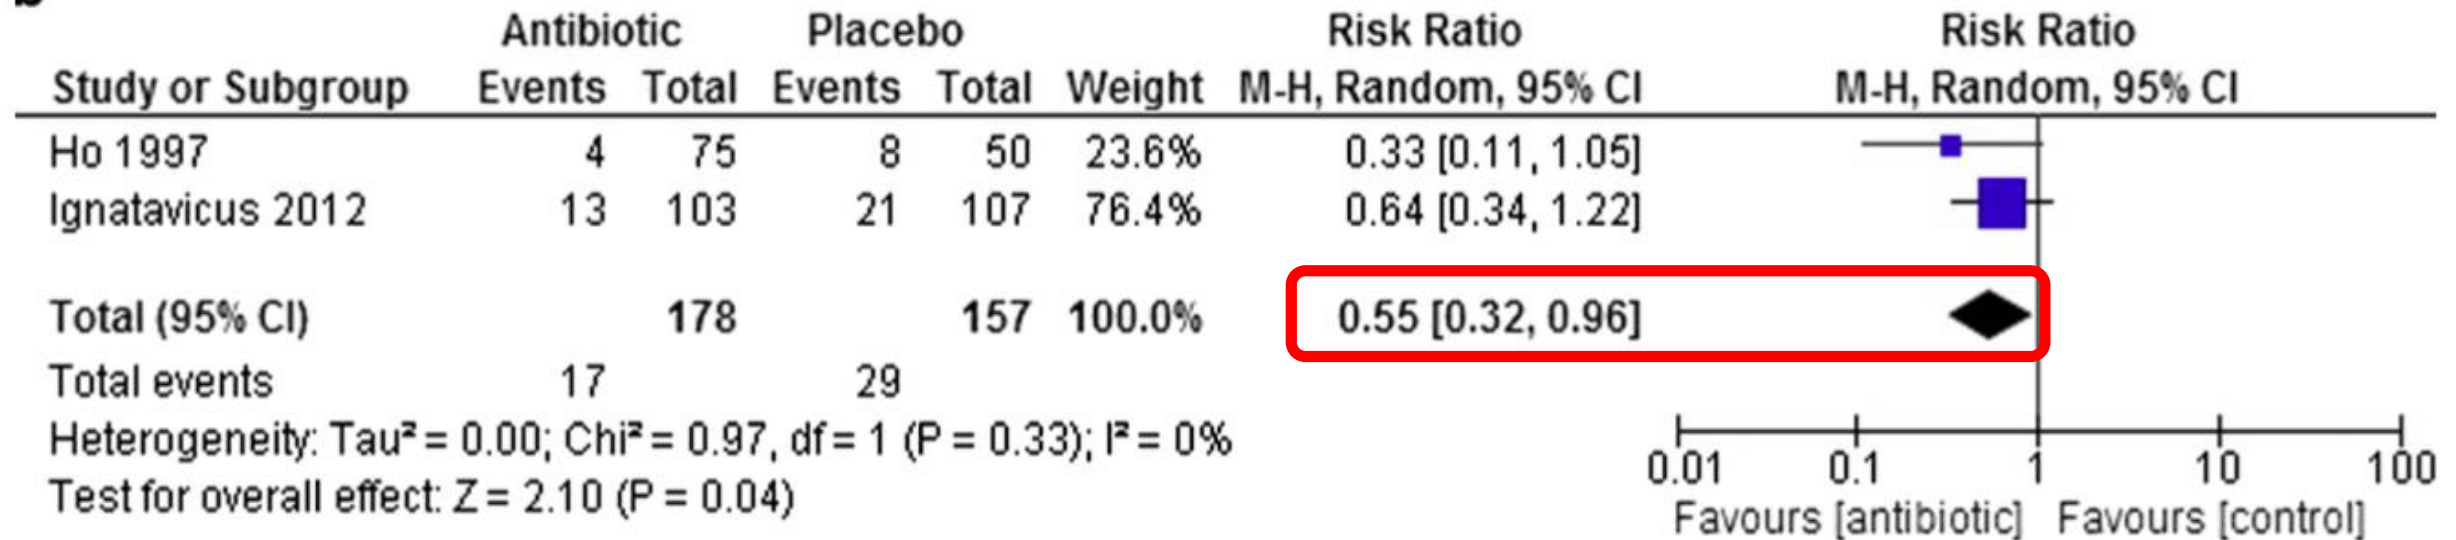 b
Antibiotic Placebo Risk Ratio Risk Ratio
Study or Subgroup Events Total Events Total Weight M-H, Random, 95% CI M-H, Random, 95% CI
Ho 1997 4 75 8 50 23.6% 0.33 [0.11, 1.05]
Ignatavicus 2012 13 103 21 107 76.4% 0.64 [0.34, 1.22]
Total (95% CI) 178 157 100.0% 0.55 [0.32, 0.96]
Total events 17 29
Heterogeneity: Tau² = 0.00; Chi² = 0.97, df = 1 (P = 0.33); I² = 0%
Test for overall effect: Z = 2.10 (P = 0.04)
0.01 0.1 1 10 100
Favours [antibiotic] Favours [control]